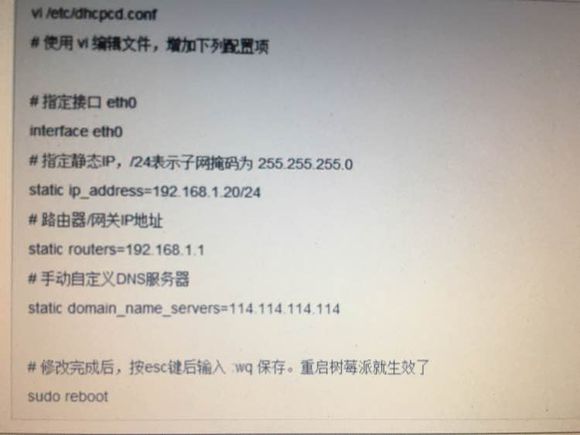 vi /etc/dhcpcd.conf
# 使用 vi 编辑文件，增加下列配置项
# 指定接口 eth0
interface eth0
# 指定静态IP，/24表示子网掩码为 255.255.255.0
static ip_address=192.168.1.20/24
# 路由器/网关IP地址
static routers=192.168.1.1
# 手动自定义DNS服务器
static domain_name_servers=114.114.114.114
# 修改完成后，按esc键后输入 :wq 保存。重启树莓派就生效了
sudo reboot